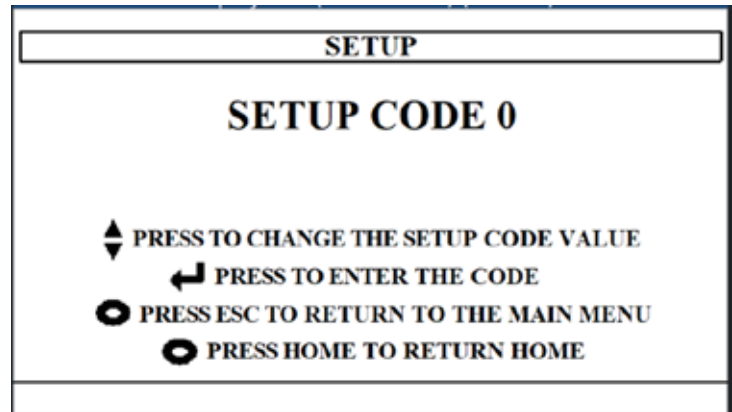 SETUP
SETUP CODE 0
PRESS TO CHANGE THE SETUP CODE VALUE
PRESS TO ENTER THE CODE
PRESS ESC TO RETURN TO THE MAIN MENU
PRESS HOME TO RETURN HOME